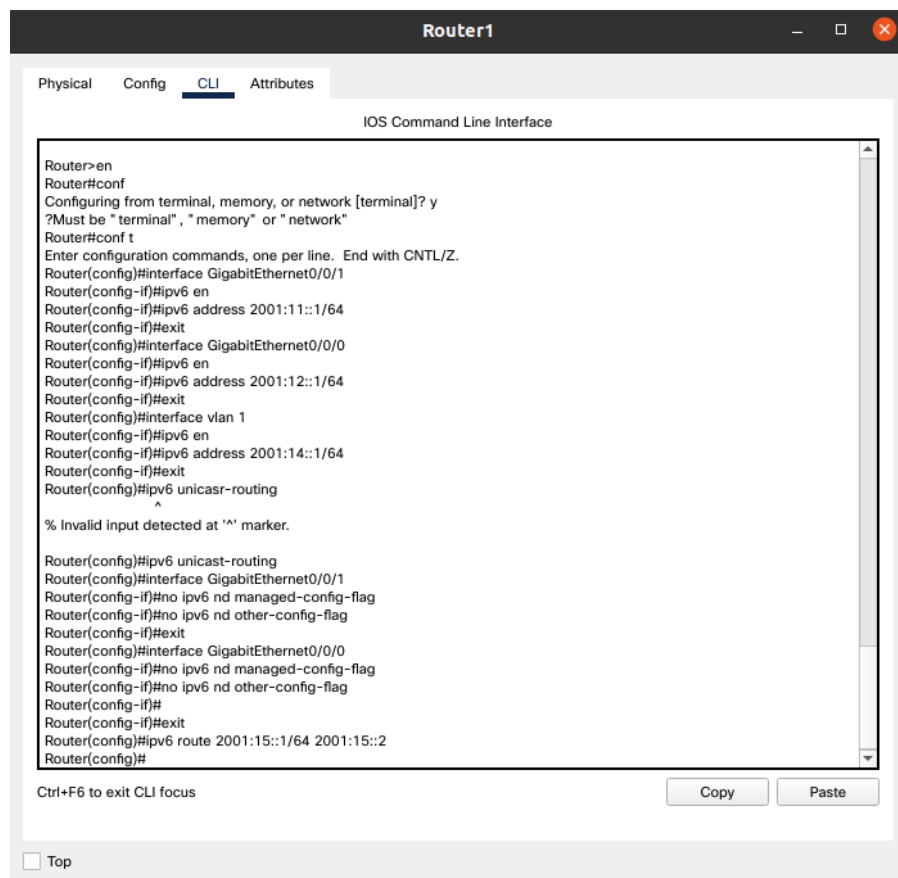 Router1
Physical Config CLI Attributes
IOS Command Line Interface
Router>en
Router#conf
Configuring from terminal, memory, or network [terminal]? y
?Must be "terminal", "memory" or "network"
Router#conf t
Enter configuration commands, one per line. End with CNTL/Z.
Router(config)#interface GigabitEthernet0/0/1
Router(config-if)#ipv6 en
Router(config-if)#ipv6 address 2001:11::1/64
Router(config-if)#exit
Router(config)#interface GigabitEthernet0/0/0
Router(config-if)#ipv6 en
Router(config-if)#ipv6 address 2001:12::1/64
Router(config-if)#exit
Router(config)#interface vlan 1
Router(config-if)#ipv6 en
Router(config-if)#ipv6 address 2001:14::1/64
Router(config-if)#exit
Router(config)#ipv6 unicasr-routing
^
% Invalid input detected at '^' marker.
Router(config)#ipv6 unicast-routing
Router(config)#interface GigabitEthernet0/0/1
Router(config-if)#no ipv6 nd managed-config-flag
Router(config-if)#no ipv6 nd other-config-flag
Router(config-if)#exit
Router(config)#interface GigabitEthernet0/0/0
Router(config-if)#no ipv6 nd managed-config-flag
Router(config-if)#no ipv6 nd other-config-flag
Router(config-if)#
Router(config-if)#exit
Router(config)#ipv6 route 2001:15::1/64 2001:15::2
Router(config)#
Ctrl+F6 to exit CLI focus
Copy Paste
Top